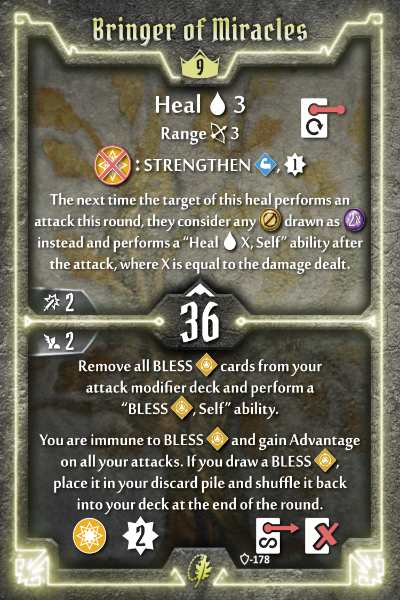 Bringer of Miracles
9
Heal 3
Range 3
: STRENGTHEN , 1
The next time the target of this heal performs an
attack this round, they consider any drawn as 2x
instead and performs a “Heal X, Self” ability after
the attack, where X is equal to the damage dealt.
2
36
2
Remove all BLESS cards from your
attack modifier deck and perform a
“BLESS , Self” ability.
You are immune to BLESS and gain Advantage
on all your attacks. If you draw a BLESS ,
place it in your discard pile and shuffle it back
into your deck at the end of the round.
2
-178